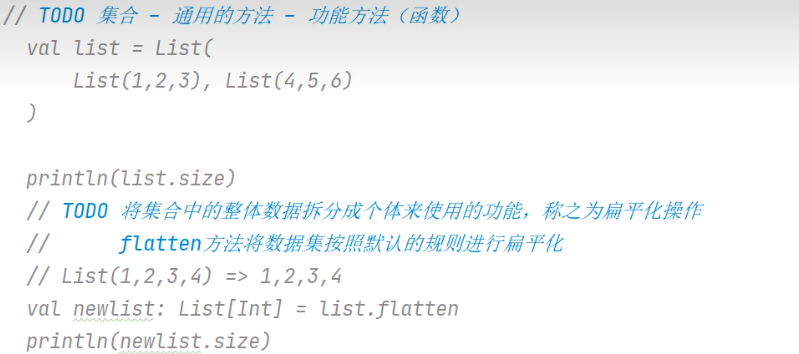 // TODO 集合 - 通用的方法 - 功能方法（函数）
val list = List(
List(1,2,3), List(4,5,6)
)
println(list.size)
// TODO 将集合中的整体数据拆分成个体来使用的功能，称之为扁平化操作
// flatten方法将数据集按照默认的规则进行扁平化
// List(1,2,3,4) => 1,2,3,4
val newlist: List[Int] = list.flatten
println(newlist.size)